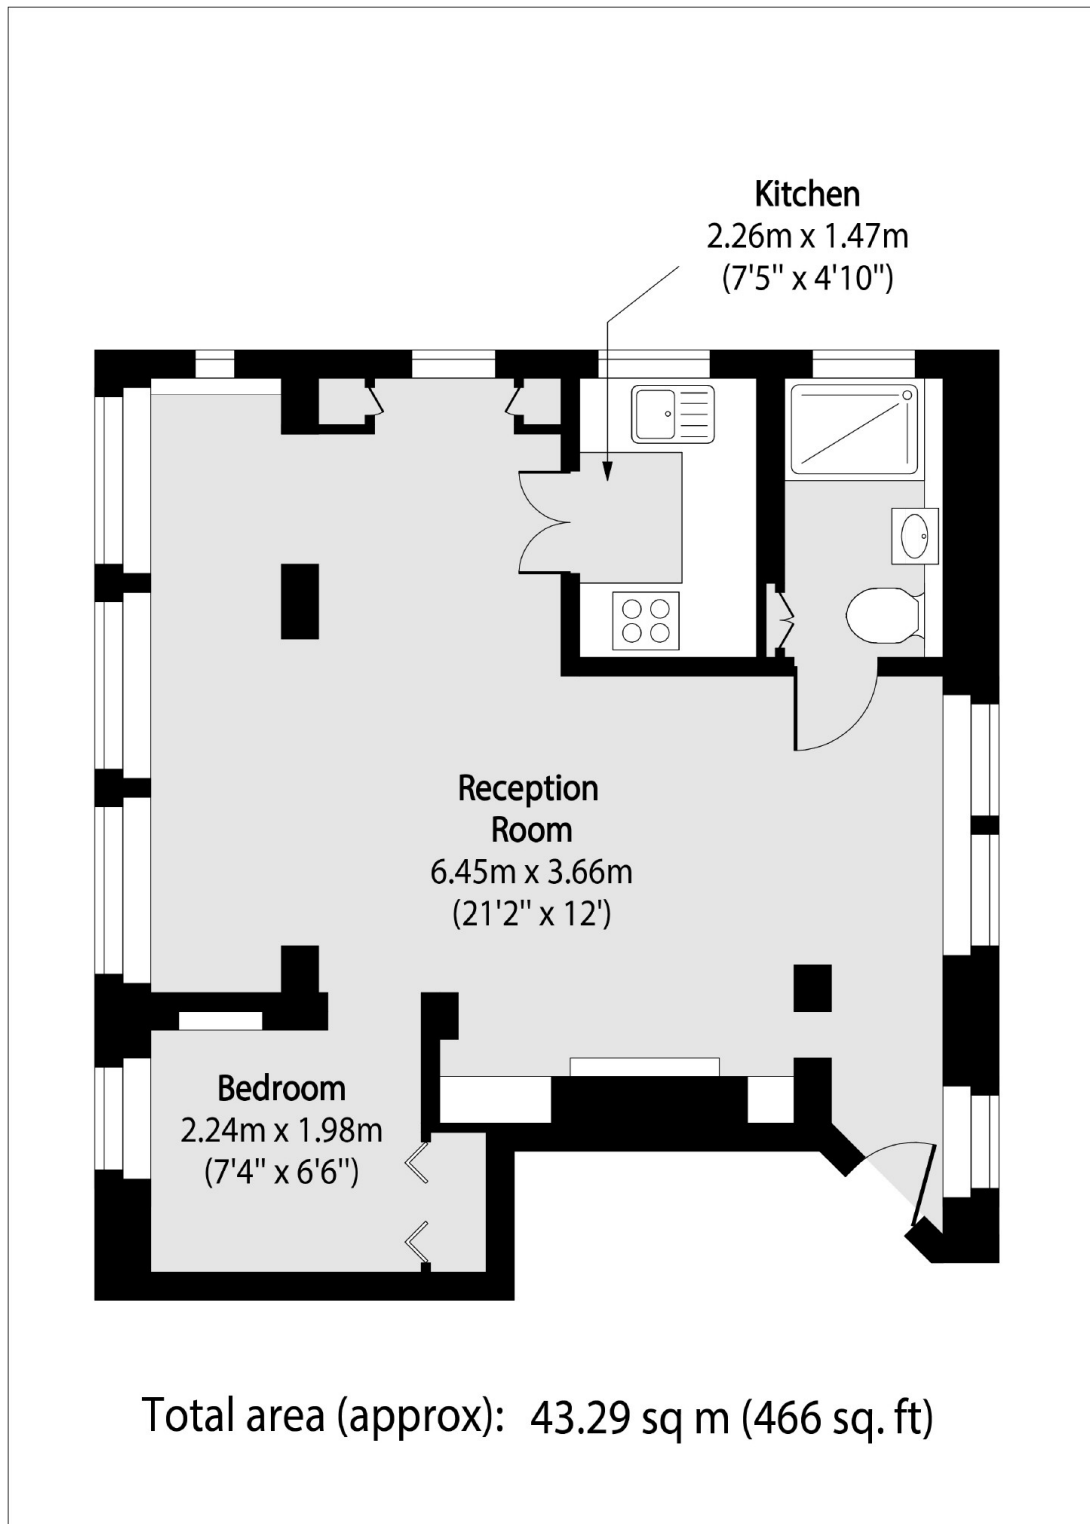 Kitchen
2.26m x 1.47m
(7'5" x 4'10")
Reception
Room
6.45m x 3.66m
(21'2" x 12')
Bedroom
2.24m x 1.98m
(7'4" x 6'6")
Total area (approx): 43.29 sq m (466 sq. ft)